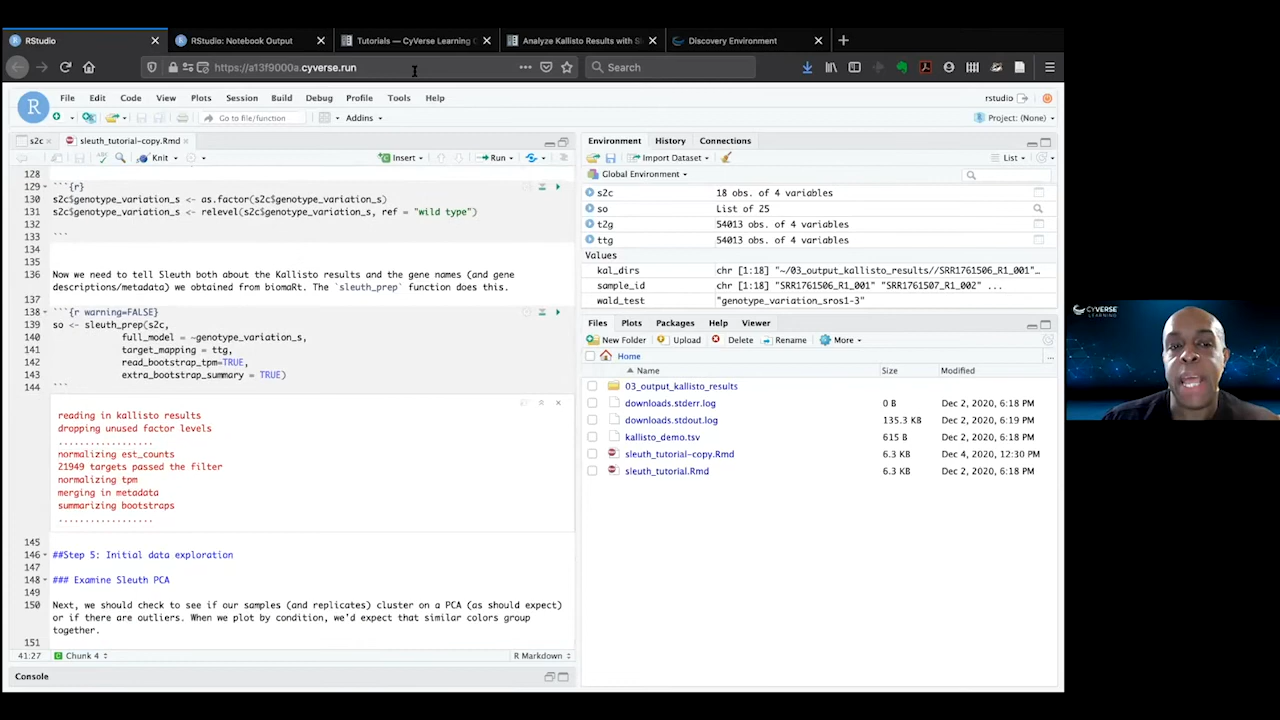 RStudio
RStudio: Notebook Output
Tutorials — CyVerse Learning
Analyze Kallisto Results with S
Discovery Environment
https://a13f9000a.cyverse.run
Search
File Edit Code View Plots Session Build Debug Profile Tools Help
rstudio
Go to file/function
Addins
Project: (None)
s2c
sleuth_tutorial-copy.Rmd
Knit
Insert
Run
128
129 ```{r}
130 s2c$genotype_variation_s <- as.factor(s2c$genotype_variation_s)
131 s2c$genotype_variation_s <- relevel(s2c$genotype_variation_s, ref = "wild type")
132
133 ```
134
135
136 Now we need to tell Sleuth both about the Kallisto results and the gene names (and gene
descriptions/metadata) we obtained from biomaRt. The `sleuth_prep` function does this.
137
138 ```{r warning=FALSE}
139 so <- sleuth_prep(s2c,
140 full_model = ~genotype_variation_s,
141 target_mapping = ttg,
142 read_bootstrap_tpm=TRUE,
143 extra_bootstrap_summary = TRUE)
144 ```
reading in kallisto results
dropping unused factor levels
..................
normalizing est_counts
21949 targets passed the filter
normalizing tpm
merging in metadata
summarizing bootstraps
..................
145
146 ##Step 5: Initial data exploration
147
148 ### Examine Sleuth PCA
149
150 Next, we should check to see if our samples (and replicates) cluster on a PCA (as should expect)
or if there are outliers. When we plot by condition, we'd expect that similar colors group
together.
151
41:27
Chunk 4
R Markdown
Console
Environment History Connections
Import Dataset
List
Global Environment
s2c 18 obs. of 4 variables
so List of 25
t2g 54013 obs. of 4 variables
ttg 54013 obs. of 4 variables
Values
kal_dirs chr [1:18] "~/03_output_kallisto_results//SRR1761506_R1_001"…
sample_id chr [1:18] "SRR1761506_R1_001" "SRR1761507_R1_002" ...
wald_test "genotype_variation_sros1-3"
Files Plots Packages Help Viewer
New Folder Upload Delete Rename More
Home
Name Size Modified
03_output_kallisto_results
downloads.stderr.log 0 B Dec 2, 2020, 6:18 PM
downloads.stdout.log 135.3 KB Dec 2, 2020, 6:19 PM
kallisto_demo.tsv 615 B Dec 2, 2020, 6:18 PM
sleuth_tutorial-copy.Rmd 6.3 KB Dec 4, 2020, 12:30 PM
sleuth_tutorial.Rmd 6.3 KB Dec 2, 2020, 6:18 PM
CYVERSE
LEARNING